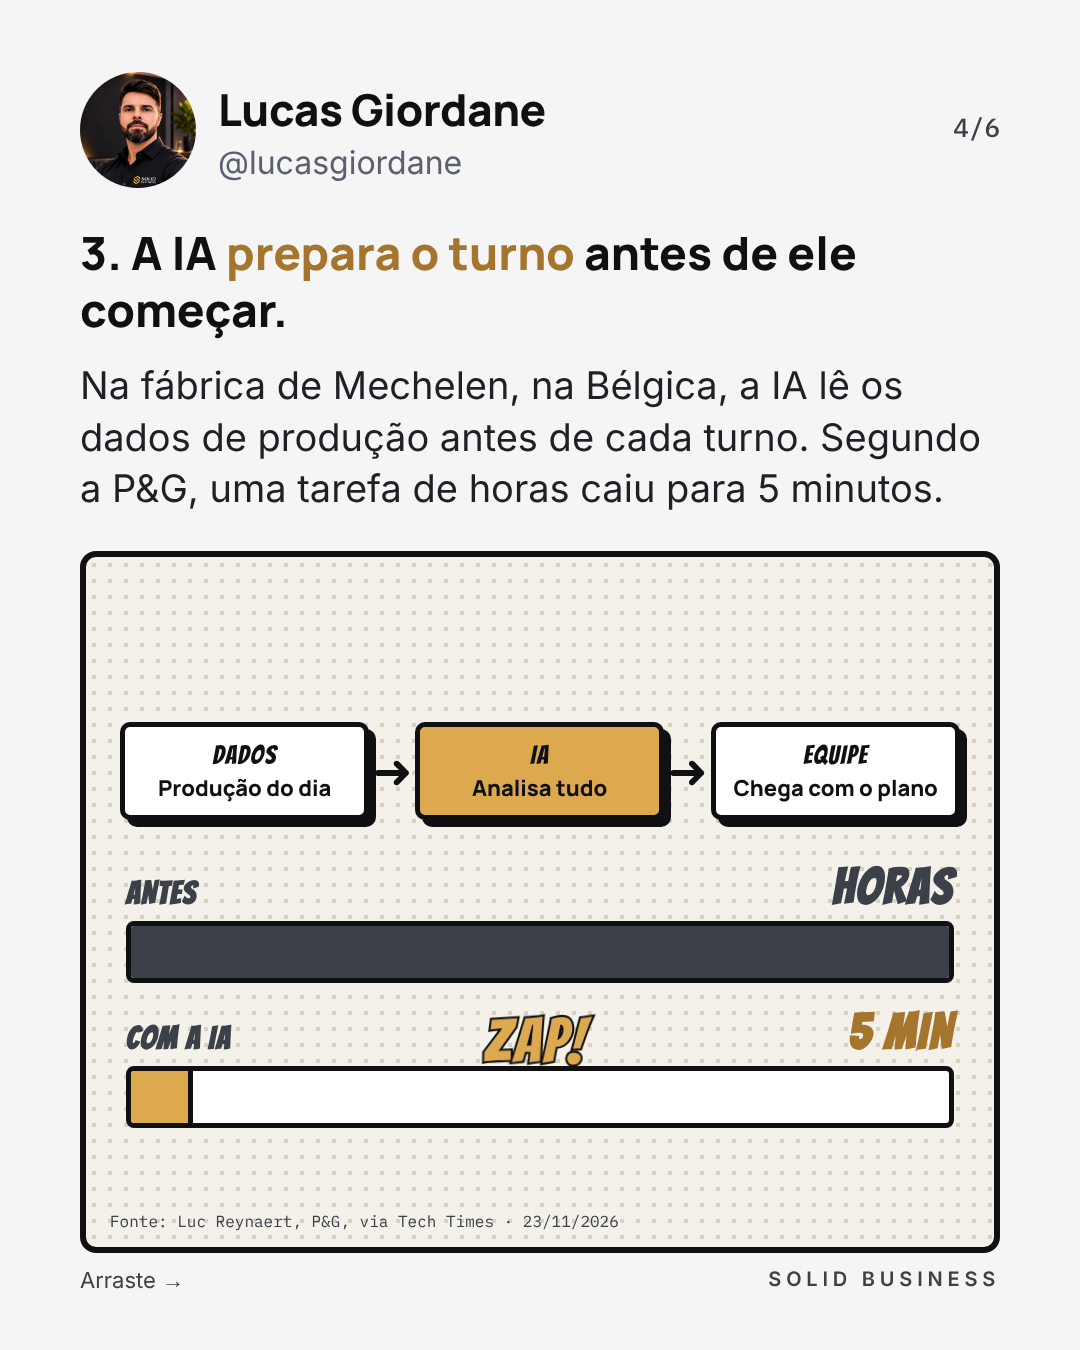 Lucas Giordane
@lucasgiordane
4/6
3. A IA prepara o turno antes de ele
começar.
Na fábrica de Mechelen, na Bélgica, a IA lê os
dados de produção antes de cada turno. Segundo
a P&G, uma tarefa de horas caiu para 5 minutos.
DADOS
Produção do dia
IA
Analisa tudo
EQUIPE
Chega com o plano
ANTES
HORAS
COM A IA
ZAP!
5 MIN
Fonte: Luc Reynaert, P&G, via Tech Times · 23/11/2026
Arraste →
SOLID BUSINESS